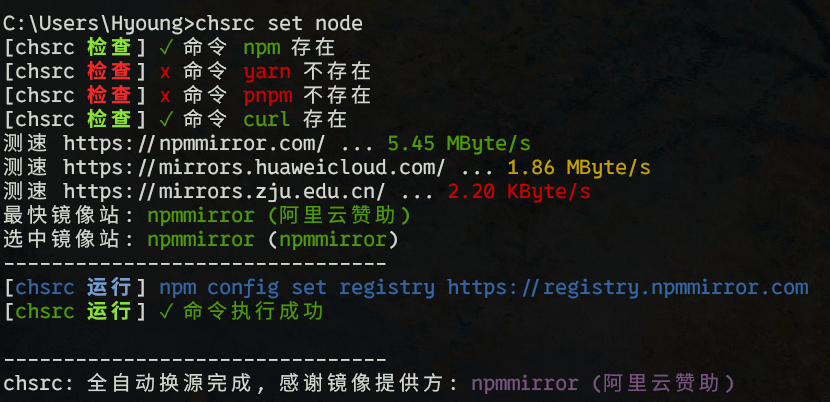 C:\Users\Hyoung>chsrc set node
[chsrc 检查] ✓ 命令 npm 存在
[chsrc 检查] x 命令 yarn 不存在
[chsrc 检查] x 命令 pnpm 不存在
[chsrc 检查] ✓ 命令 curl 存在
测速 https://npmmirror.com/ ... 5.45 MByte/s
测速 https://mirrors.huaweicloud.com/ ... 1.86 MByte/s
测速 https://mirrors.zju.edu.cn/ ... 2.20 KByte/s
最快镜像站: npmmirror (阿里云赞助)
选中镜像站: npmmirror (npmmirror)
--------------------------------
[chsrc 运行] npm config set registry https://registry.npmmirror.com
[chsrc 运行] ✓ 命令执行成功
--------------------------------
chsrc: 全自动换源完成, 感谢镜像提供方: npmmirror (阿里云赞助)